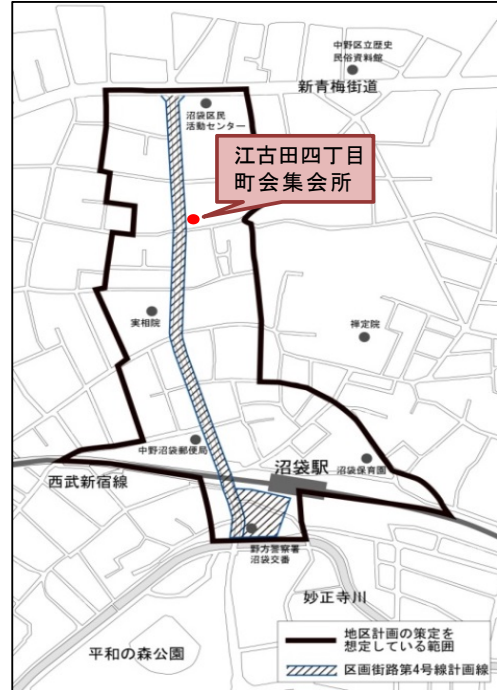 中野区立歴史
民俗資料館
新青梅街道
沼袋区民
活動センター
江古田四丁目
町会集会所
実相院
禅定院
中野沼袋郵便局
沼袋駅
沼袋保育園
西武新宿線
野方警察署
沼袋交番
妙正寺川
平和の森公園
地区計画の策定を
想定している範囲
区画街路第4号線計画線